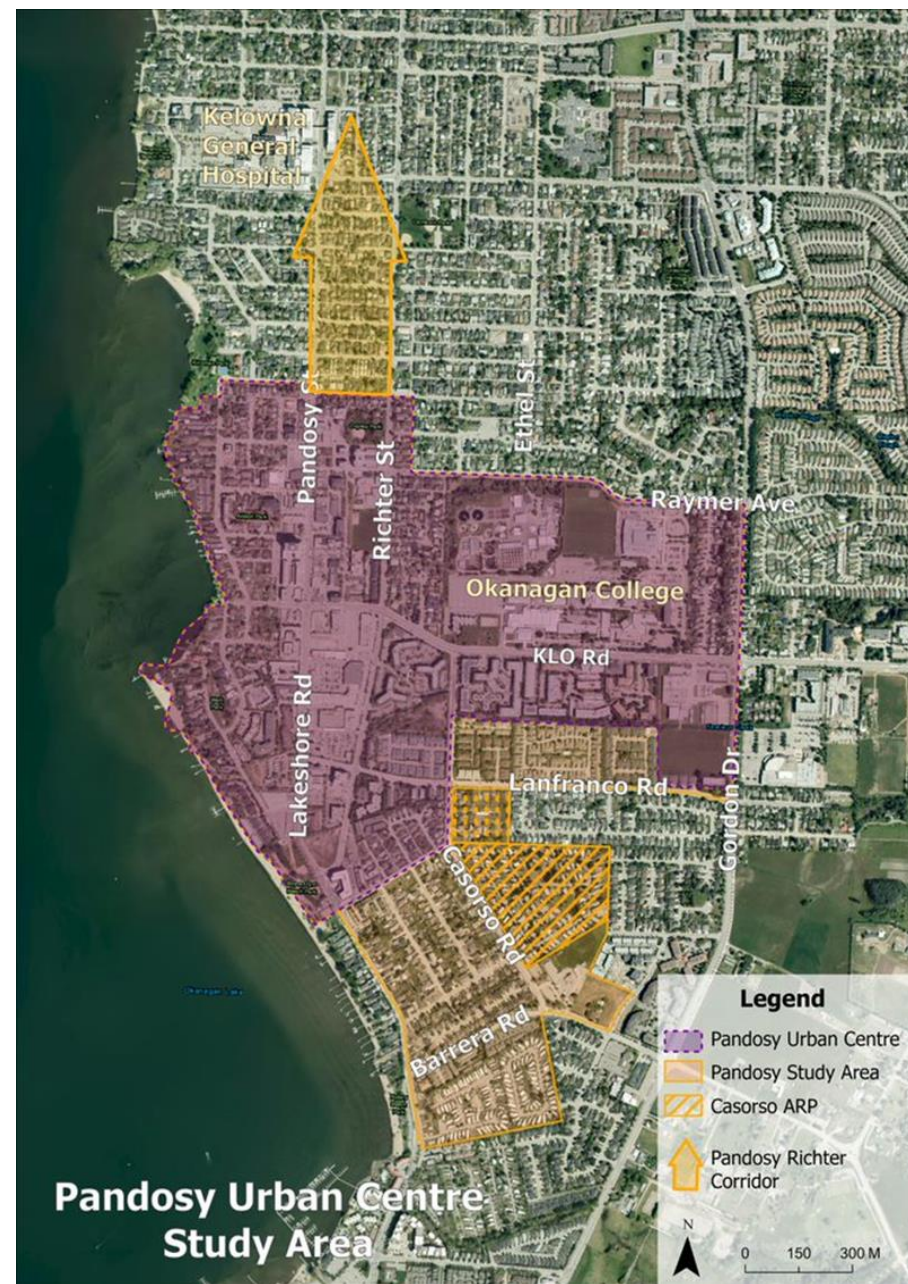 Kelowna
General
Hospital
Pandosy St
Richter St
Ethel St
Raymer Ave
Okanagan College
KLO Rd
Lakeshore Rd
Lanfranco Rd
Gordon Dr
Casorso Rd
Barrera Rd
Okanagan Lake
Legend
Pandosy Urban Centre
Pandosy Study Area
Casorso ARP
Pandosy Richter
Corridor
N
0 150 300 M
Pandosy Urban Centre
Study Area